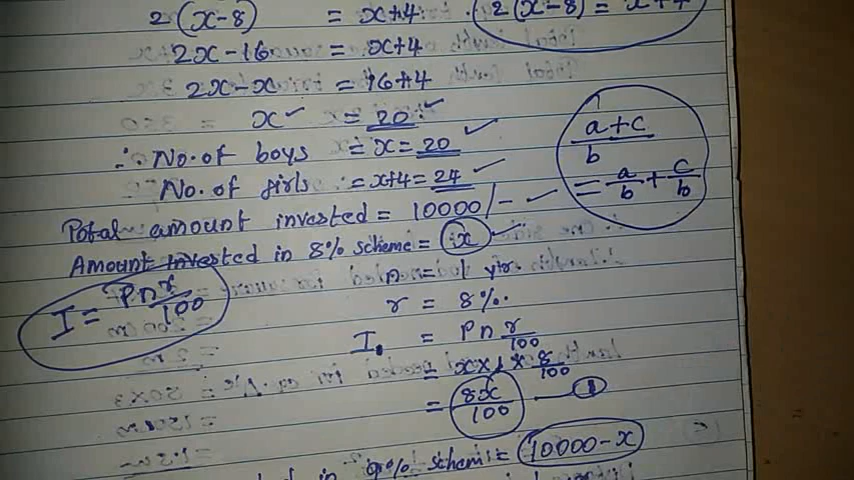 2(x-8) = x+4 2(x-8) = x+4
2x-16 = x+4
2x-x = 16+4
x = 20
∴ No. of boys = x = 20
No. of girls = x+4 = 24
a+c/b = a/b + c/b
Total amount invested = 10000/-
Amount invested in 8% scheme = x
n = 1 yr
I = Pnr/100
r = 8%.
I = Pn r/100
= x × 1 × 8/100
= 8x/100 — ①
in 9% scheme = 10000-x